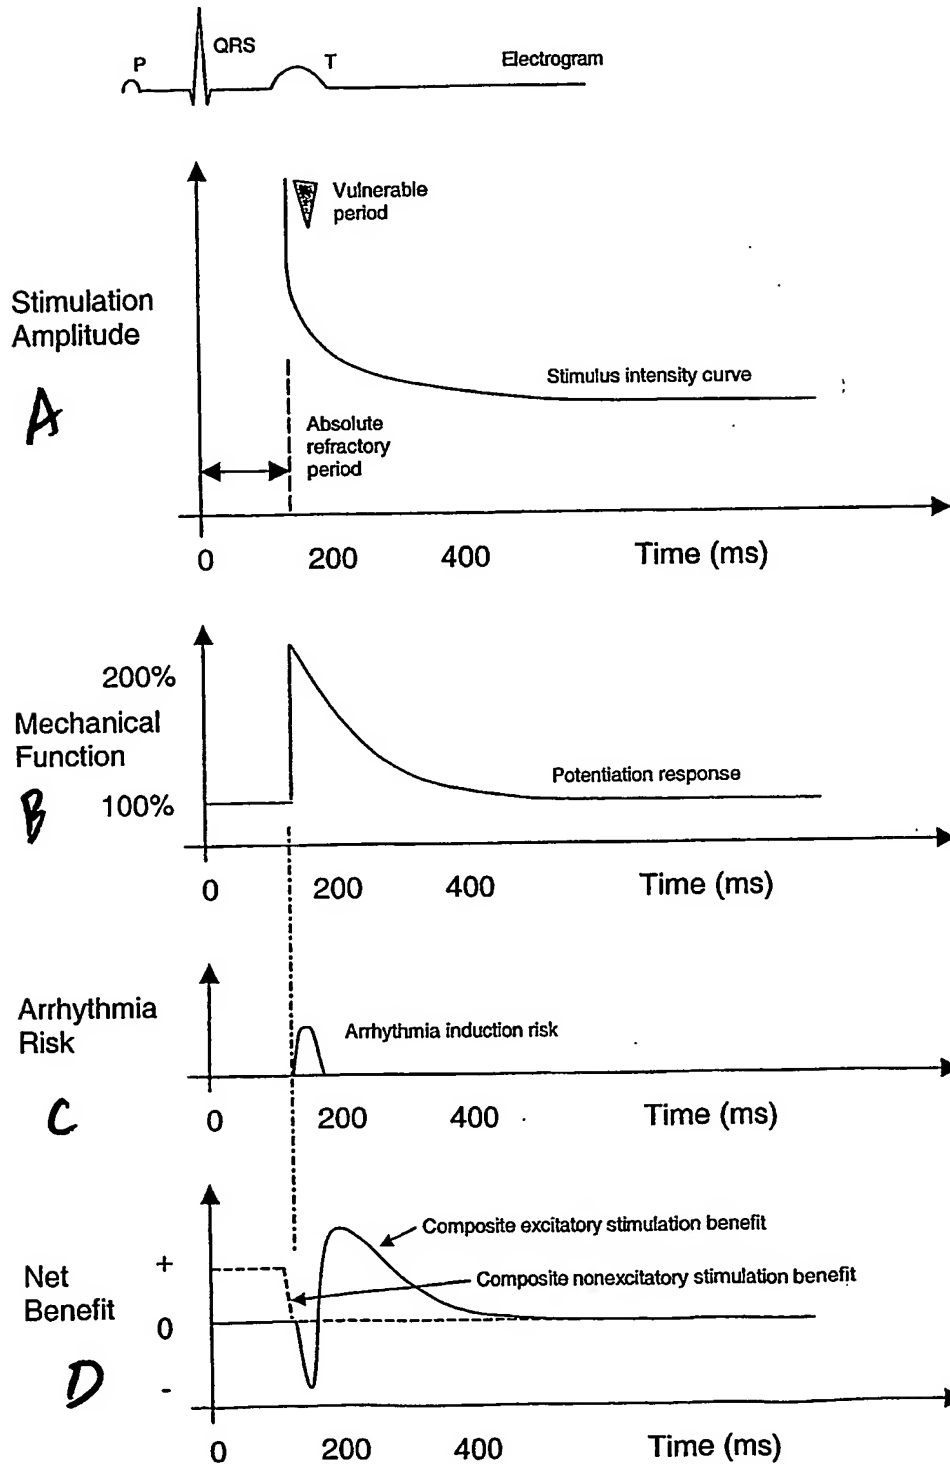 P
QRS
T
Electrogram
Vulnerable
period
Stimulation
Amplitude
A
Stimulus intensity curve
Absolute
refractory
period
0 200 400 Time (ms)
200%
Mechanical
Function
B
100%
Potentiation response
0 200 400 Time (ms)
Arrhythmia
Risk
C
Arrhythmia induction risk
0 200 400 Time (ms)
Composite excitatory stimulation benefit
Composite nonexcitatory stimulation benefit
Net
Benefit
D
+
0
-
0 200 400 Time (ms)